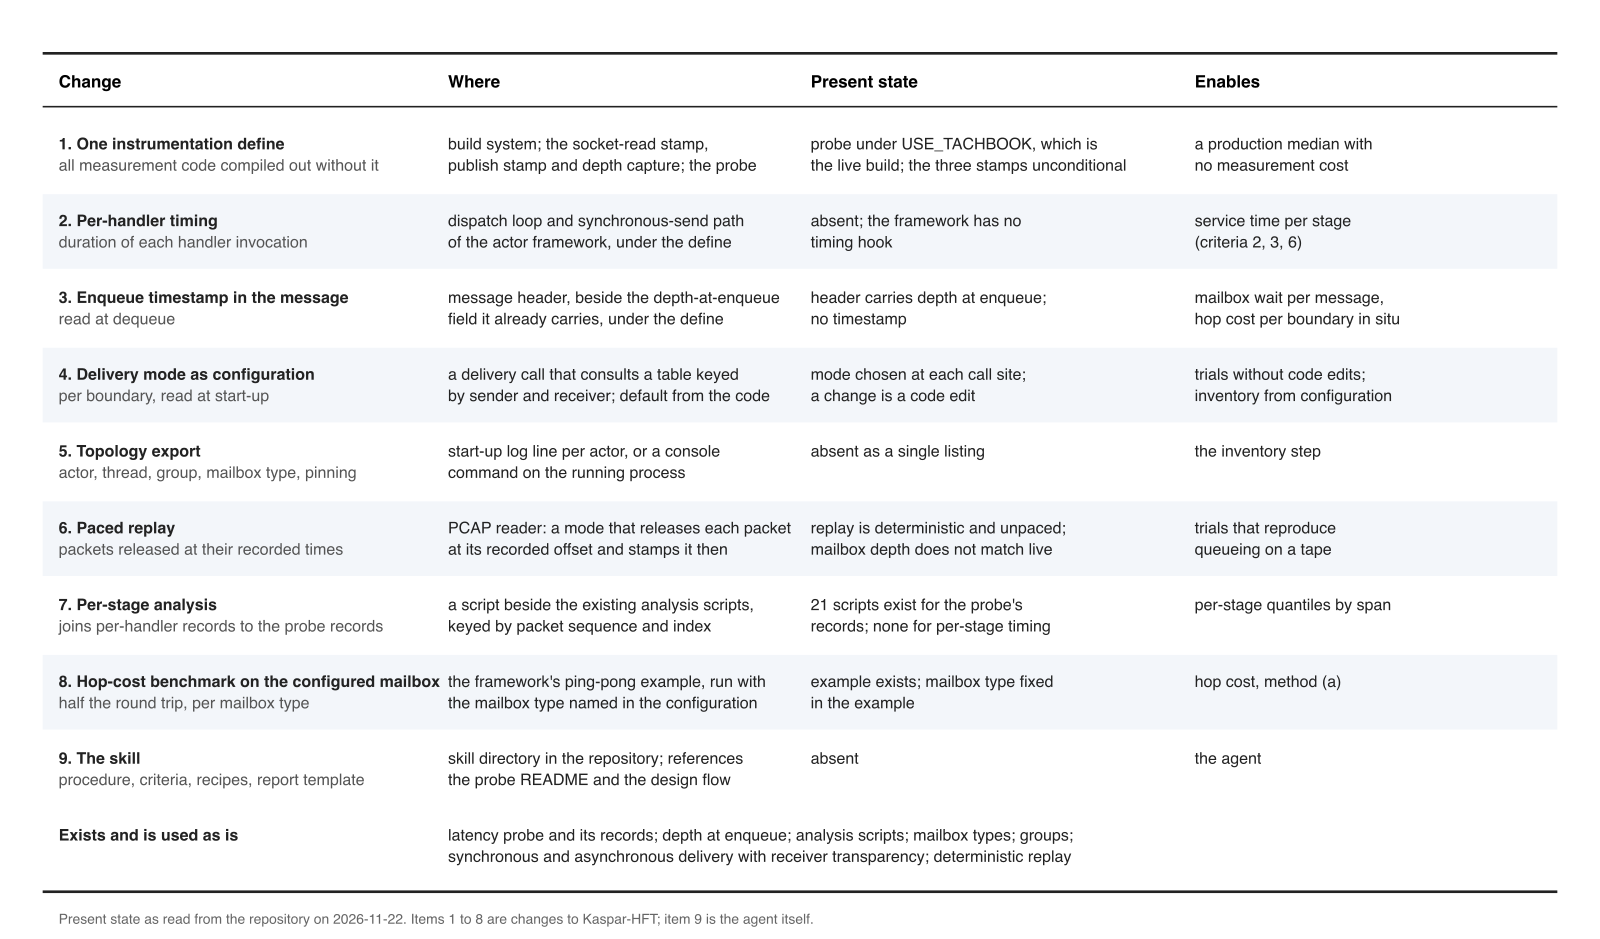 Change Where Present state Enables
1. One instrumentation define
all measurement code compiled out without it
build system; the socket-read stamp,
publish stamp and depth capture; the probe
probe under USE_TACHBOOK, which is
the live build; the three stamps unconditional
a production median with
no measurement cost
2. Per-handler timing
duration of each handler invocation
dispatch loop and synchronous-send path
of the actor framework, under the define
absent; the framework has no
timing hook
service time per stage
(criteria 2, 3, 6)
3. Enqueue timestamp in the message
read at dequeue
message header, beside the depth-at-enqueue
field it already carries, under the define
header carries depth at enqueue;
no timestamp
mailbox wait per message,
hop cost per boundary in situ
4. Delivery mode as configuration
per boundary, read at start-up
a delivery call that consults a table keyed
by sender and receiver; default from the code
mode chosen at each call site;
a change is a code edit
trials without code edits;
inventory from configuration
5. Topology export
actor, thread, group, mailbox type, pinning
start-up log line per actor, or a console
command on the running process
absent as a single listing
the inventory step
6. Paced replay
packets released at their recorded times
PCAP reader: a mode that releases each packet
at its recorded offset and stamps it then
replay is deterministic and unpaced;
mailbox depth does not match live
trials that reproduce
queueing on a tape
7. Per-stage analysis
joins per-handler records to the probe records
a script beside the existing analysis scripts,
keyed by packet sequence and index
21 scripts exist for the probe's
records; none for per-stage timing
per-stage quantiles by span
8. Hop-cost benchmark on the configured mailbox
half the round trip, per mailbox type
the framework's ping-pong example, run with
the mailbox type named in the configuration
example exists; mailbox type fixed
in the example
hop cost, method (a)
9. The skill
procedure, criteria, recipes, report template
skill directory in the repository; references
the probe README and the design flow
absent
the agent
Exists and is used as is
latency probe and its records; depth at enqueue; analysis scripts; mailbox types; groups;
synchronous and asynchronous delivery with receiver transparency; deterministic replay
Present state as read from the repository on 2026-11-22. Items 1 to 8 are changes to Kaspar-HFT; item 9 is the agent itself.